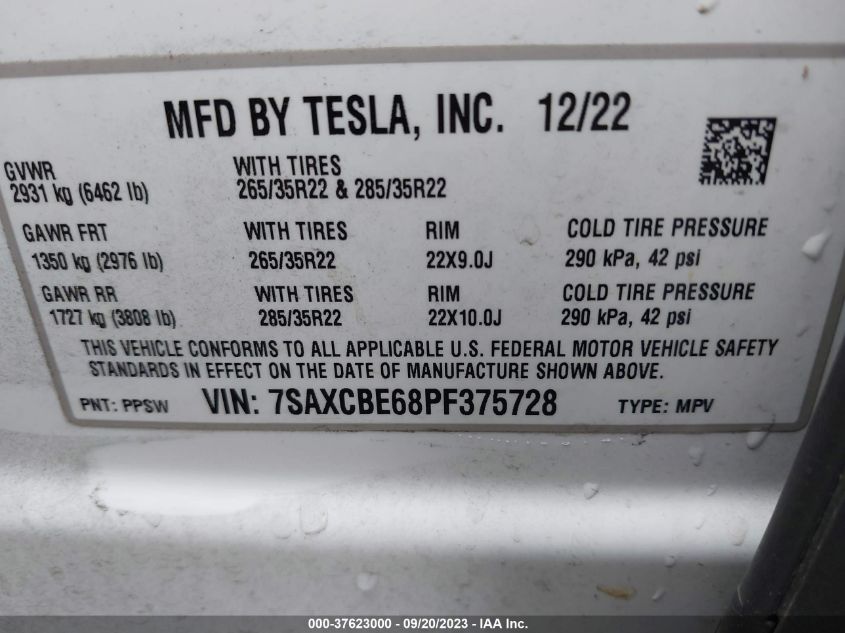 MFD BY TESLA, INC. 12/22
GVWR WITH TIRES
2931 kg (6462 lb) 265/35R22 & 285/35R22
GAWR FRT WITH TIRES RIM COLD TIRE PRESSURE
1350 kg (2976 lb) 265/35R22 22X9.0J 290 kPa, 42 psi
GAWR RR WITH TIRES RIM COLD TIRE PRESSURE
1727 kg (3808 lb) 285/35R22 22X10.0J 290 kPa, 42 psi
THIS VEHICLE CONFORMS TO ALL APPLICABLE U.S. FEDERAL MOTOR VEHICLE SAFETY
STANDARDS IN EFFECT ON THE DATE OF MANUFACTURE SHOWN ABOVE.
PNT: PPSW VIN: 7SAXCBE68PF375728 TYPE: MPV
000-37623000 - 09/20/2023 - IAA Inc.